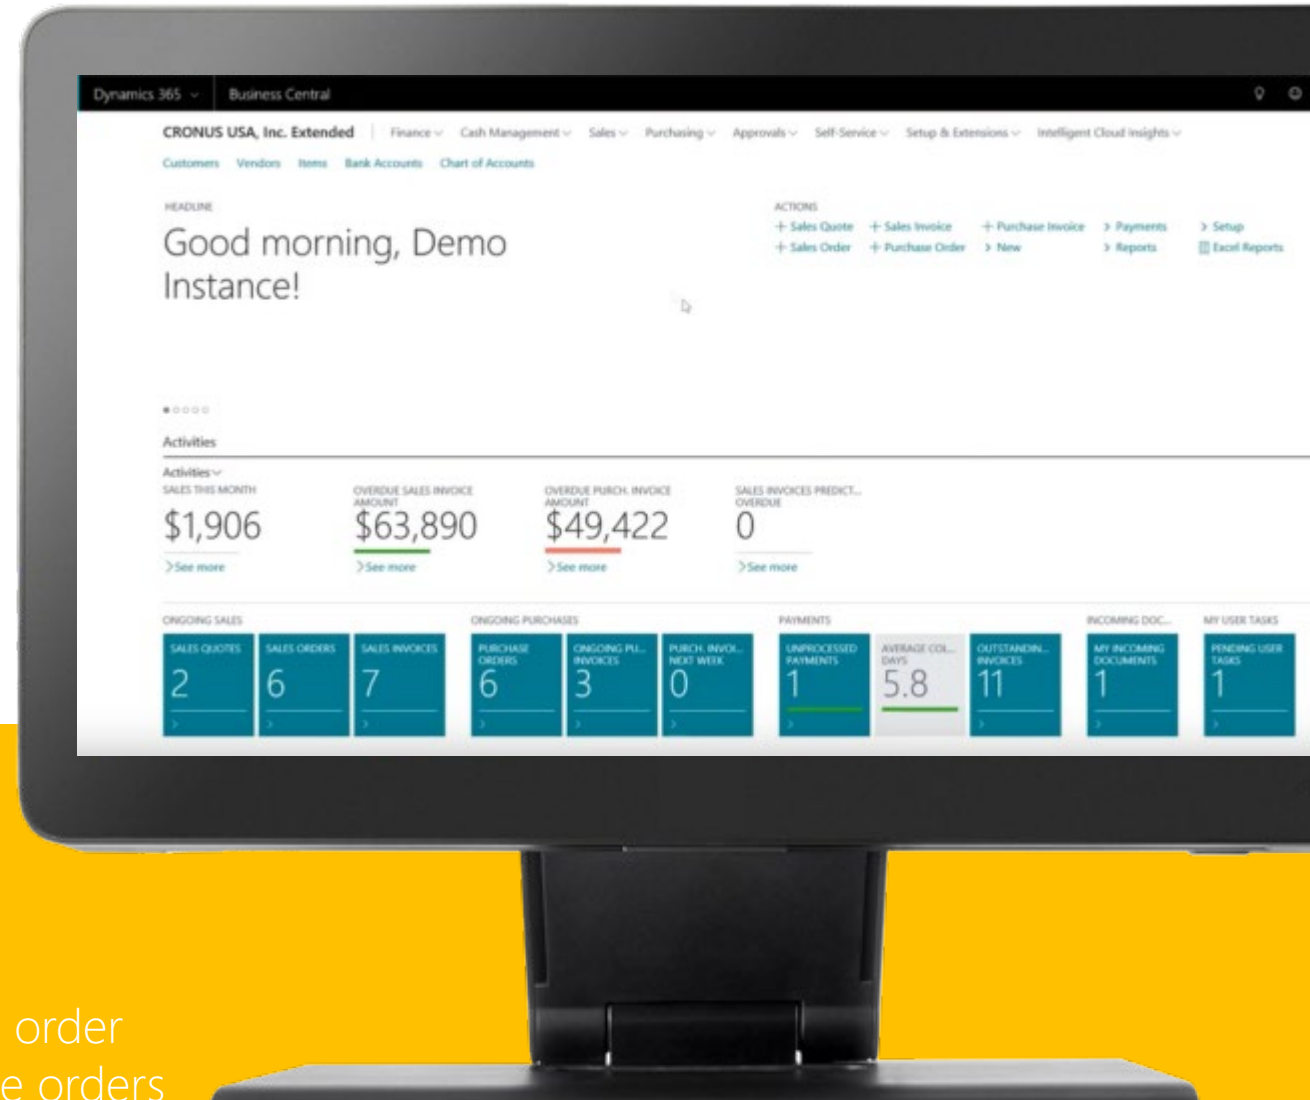 Dynamics 365 Business Central
CRONUS USA, Inc. Extended Finance Cash Management Sales Purchasing Approvals Self-Service Setup & Extensions Intelligent Cloud Insights
Customers Vendors Items Bank Accounts Chart of Accounts
HEADLINE
Good morning, Demo
Instance!
ACTIONS
+ Sales Quote + Sales Invoice + Purchase Invoice > Payments > Setup
+ Sales Order + Purchase Order > New > Reports Excel Reports
Activities
Activities
SALES THIS MONTH
$1,906
>See more
OVERDUE SALES INVOICE
AMOUNT
$63,890
>See more
OVERDUE PURCH. INVOICE
AMOUNT
$49,422
>See more
SALES INVOICES PREDICT...
OVERDUE
0
>See more
ONGOING SALES
SALES QUOTES
2
SALES ORDERS
6
SALES INVOICES
7
ONGOING PURCHASES
PURCHASE
ORDERS
6
ONGOING PU...
INVOICES
3
PURCH. INVOI...
NEXT WEEK
0
PAYMENTS
UNPROCESSED
PAYMENTS
1
AVERAGE COL...
DAYS
5.8
OUTSTANDIN...
INVOICES
11
INCOMING DOC...
MY INCOMING
DOCUMENTS
1
MY USER TASKS
PENDING USER
TASKS
1
order
e orders